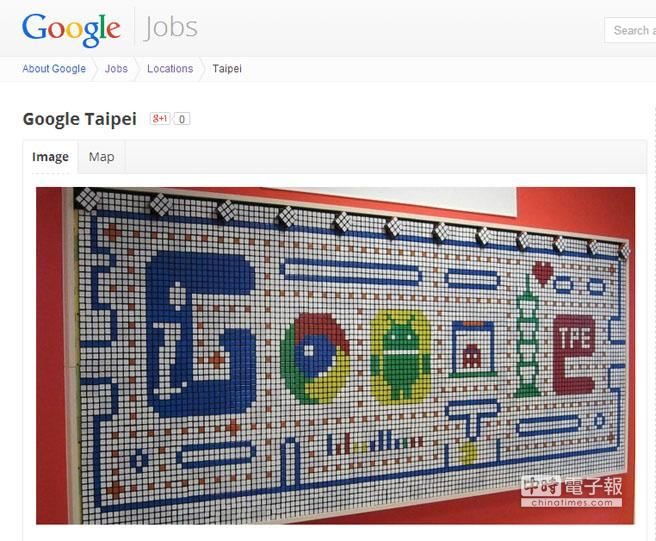 Google Jobs
Search a
About Google Jobs Locations Taipei
Google Taipei g+1 0
Image Map
TPE
中時電子報
chinatimes.com